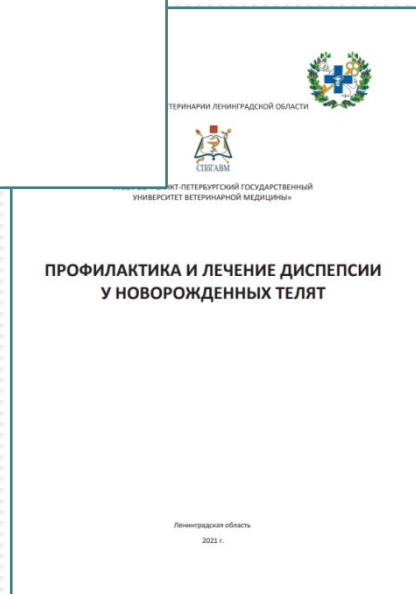 ТЕРИНАРИИ ЛЕНИНГРАДСКОЙ ОБЛАСТИ
СПбГАВМ
КТ-ПЕТЕРБУРГСКИЙ ГОСУДАРСТВЕННЫЙ
УНИВЕРСИТЕТ ВЕТЕРИНАРНОЙ МЕДИЦИНЫ»
ПРОФИЛАКТИКА И ЛЕЧЕНИЕ ДИСПЕПСИИ
У НОВОРОЖДЕННЫХ ТЕЛЯТ
Ленинградская область
2021 г.